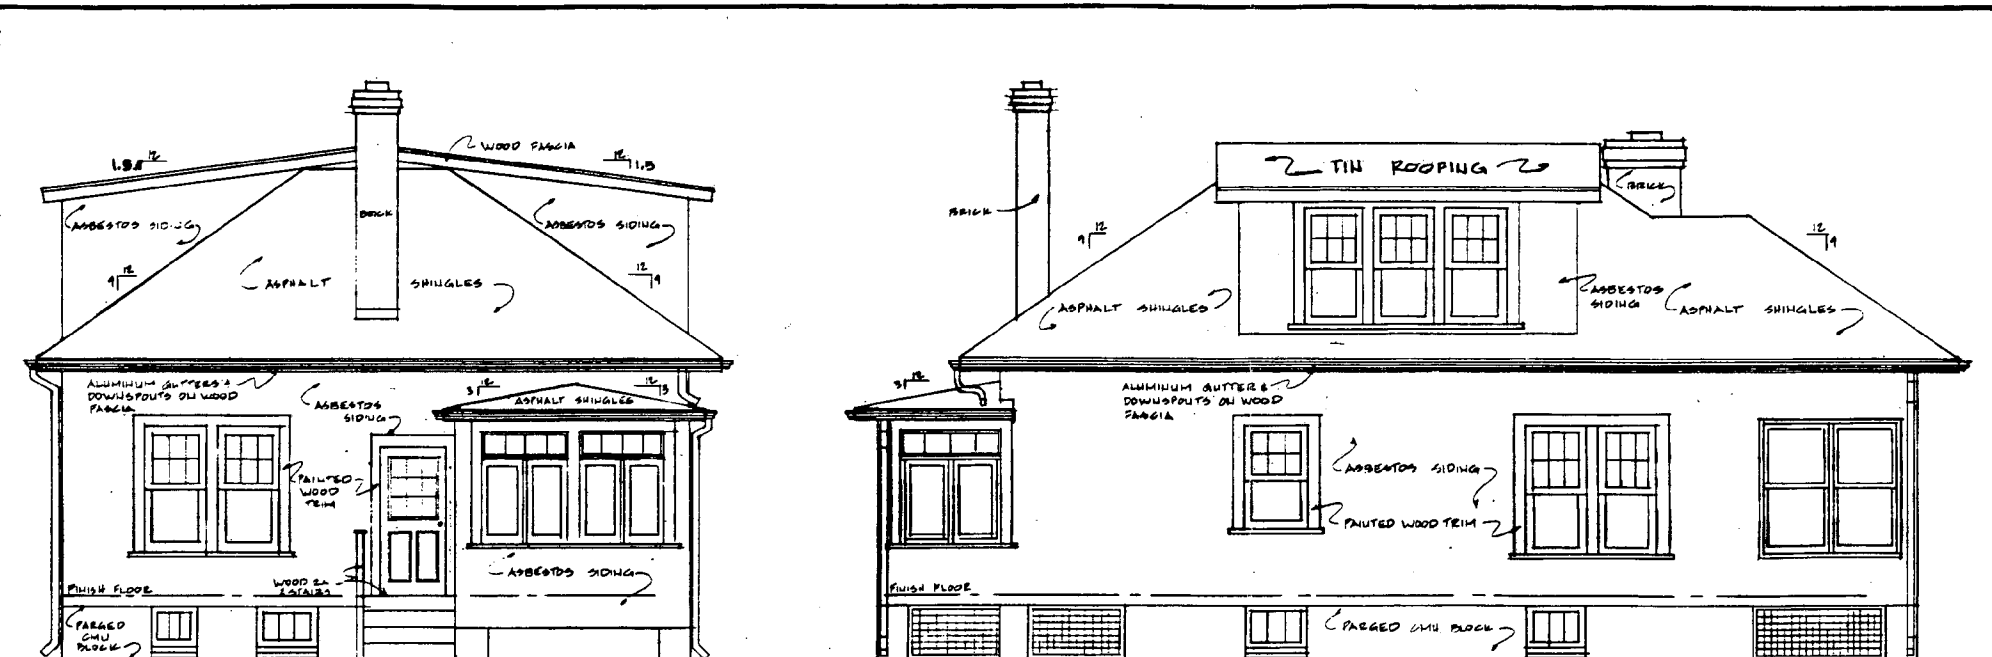 WOOD FASCIA
12
1.5
12
1.5
ASBESTOS SIDING
BRICK
ASBESTOS SIDING
12
9
12
9
ASPHALT SHINGLES
ALUMINUM GUTTERS &
DOWNSPOUTS ON WOOD
FASCIA
ASBESTOS
SIDING
12
3
12
3
ASPHALT SHINGLES
PAINTED
WOOD
TRIM
ASBESTOS SIDING
WOOD
STAIRS
FINISH FLOOR
PARGED
CMU
BLOCK
TIN ROOFING
BRICK
BRICK
12
9
12
9
ASPHALT SHINGLES
ASBESTOS
SIDING
ASPHALT SHINGLES
12
3
ALUMINUM GUTTER &
DOWNSPOUTS ON WOOD
FASCIA
ASBESTOS SIDING
PAINTED WOOD TRIM
FINISH FLOOR
PARGED CMU BLOCK